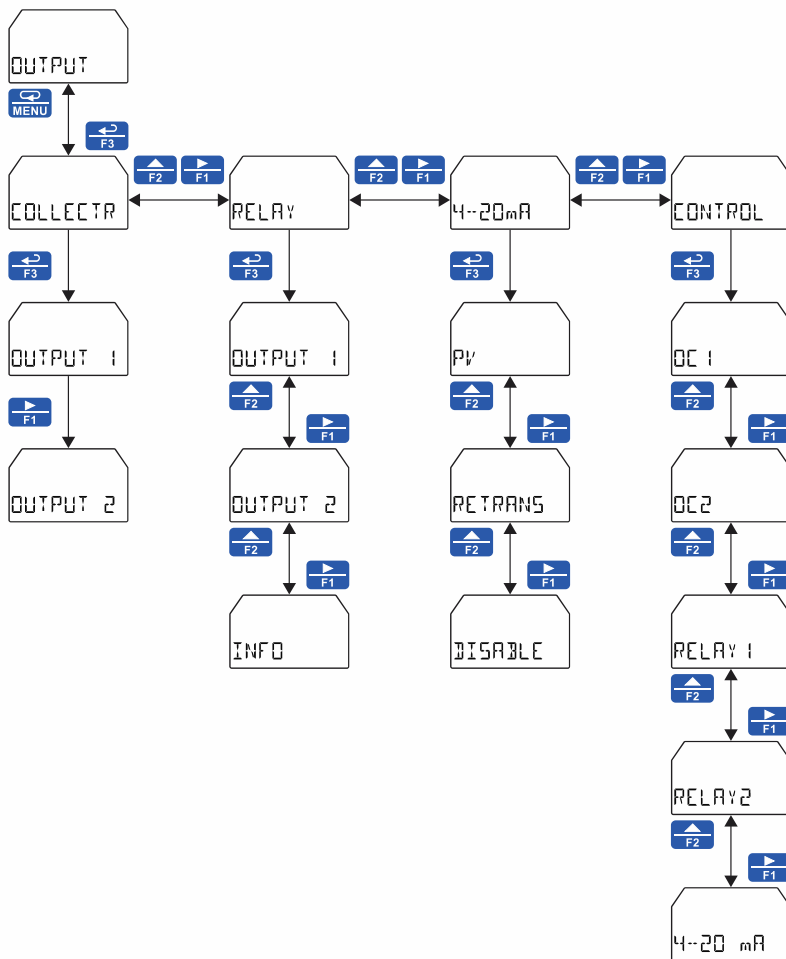 OUTPUT
MENU
F3
F2 F1 F2 F1 F2 F1
COLLECTR RELAY 4-20mA CONTROL
F3 F3 F3 F3
OUTPUT 1 OUTPUT 1 PV OC1
F1 F2 F1 F2 F1 F2 F1
OUTPUT 2 OUTPUT 2 RETRANS OC2
F2 F1 F2 F1 F2 F1
INFO DISABLE RELAY1
F2 F1
RELAY2
F2 F1
4-20 mA